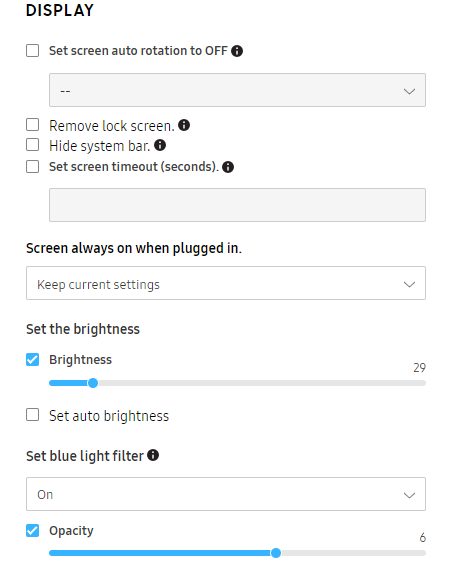 DISPLAY
Set screen auto rotation to OFF
--
Remove lock screen.
Hide system bar.
Set screen timeout (seconds).
Screen always on when plugged in.
Keep current settings
Set the brightness
Brightness
29
Set auto brightness
Set blue light filter
On
Opacity
6